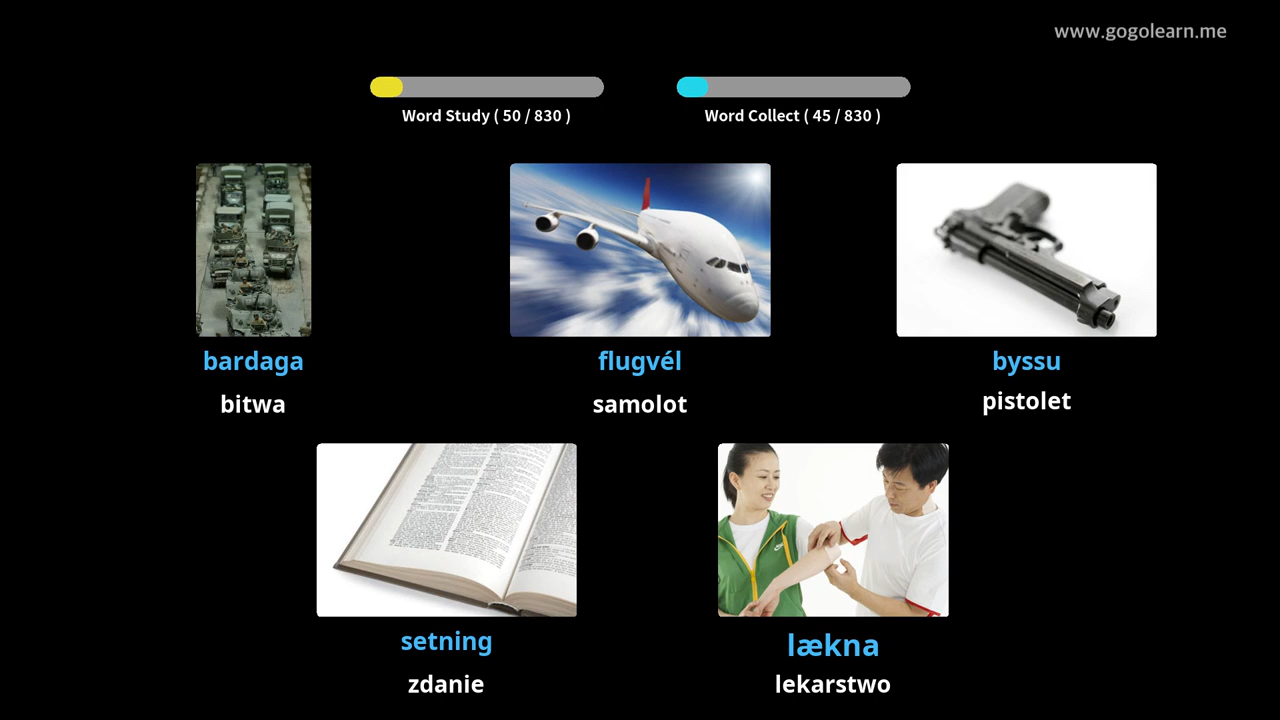 www.gogolearn.me
Word Study ( 50 / 830 )
Word Collect ( 45 / 830 )
bardaga
bitwa
flugvél
samolot
byssu
pistolet
setning
zdanie
lækna
lekarstwo